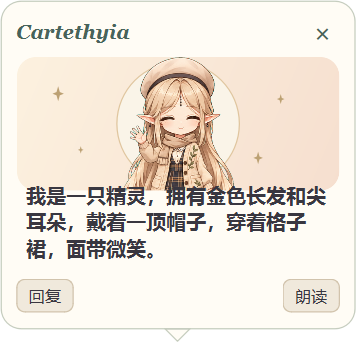 Cartethyia
×
我是一只精灵，拥有金色长发和尖
耳朵，戴着一顶帽子，穿着格子
裙，面带微笑。
回复
朗读